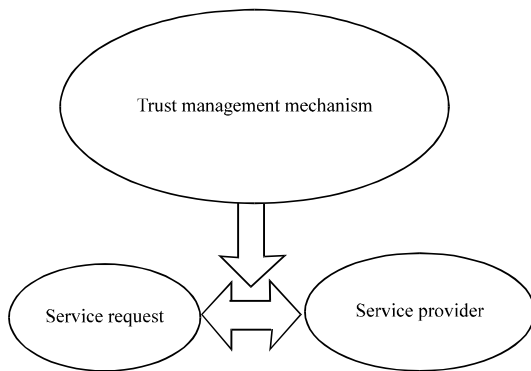 Trust management mechanism
Service request
Service provider